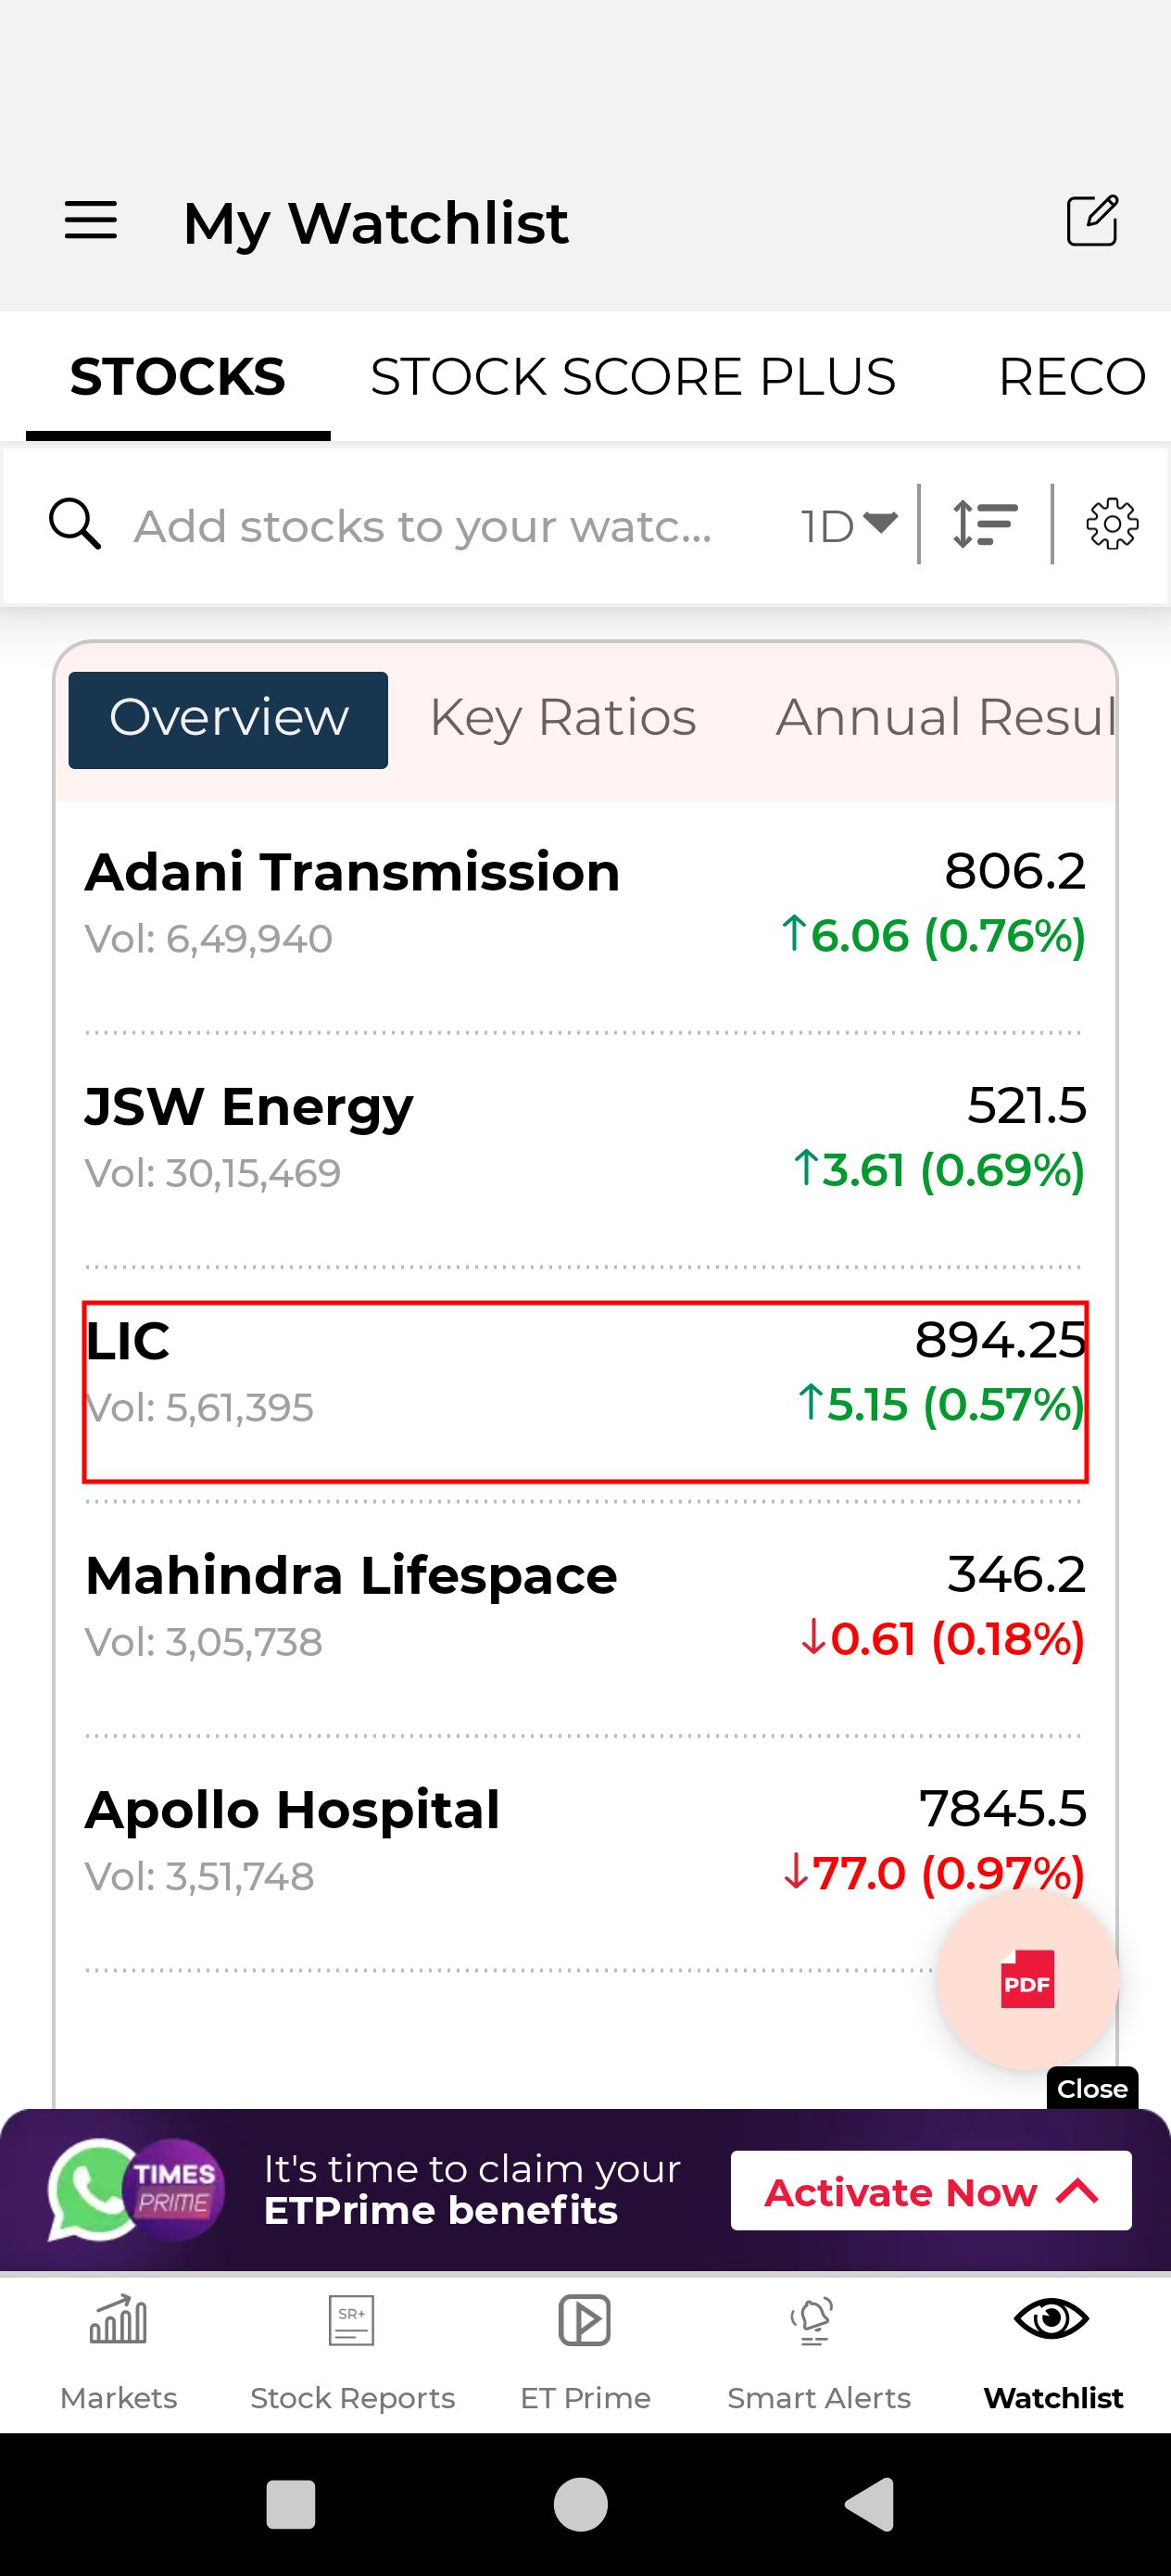 My Watchlist
STOCKS STOCK SCORE PLUS RECO
Add stocks to your watc... 1D
Overview Key Ratios Annual Resul
Adani Transmission 806.2
Vol: 6,49,940 ↑6.06 (0.76%)
JSW Energy 521.5
Vol: 30,15,469 ↑3.61 (0.69%)
LIC 894.25
Vol: 5,61,395 ↑5.15 (0.57%)
Mahindra Lifespace 346.2
Vol: 3,05,738 ↓0.61 (0.18%)
Apollo Hospital 7845.5
Vol: 3,51,748 ↓77.0 (0.97%)
PDF
Close
TIMES
PRIME
It's time to claim your
ETPrime benefits
Activate Now
SR+
Markets Stock Reports ET Prime Smart Alerts Watchlist